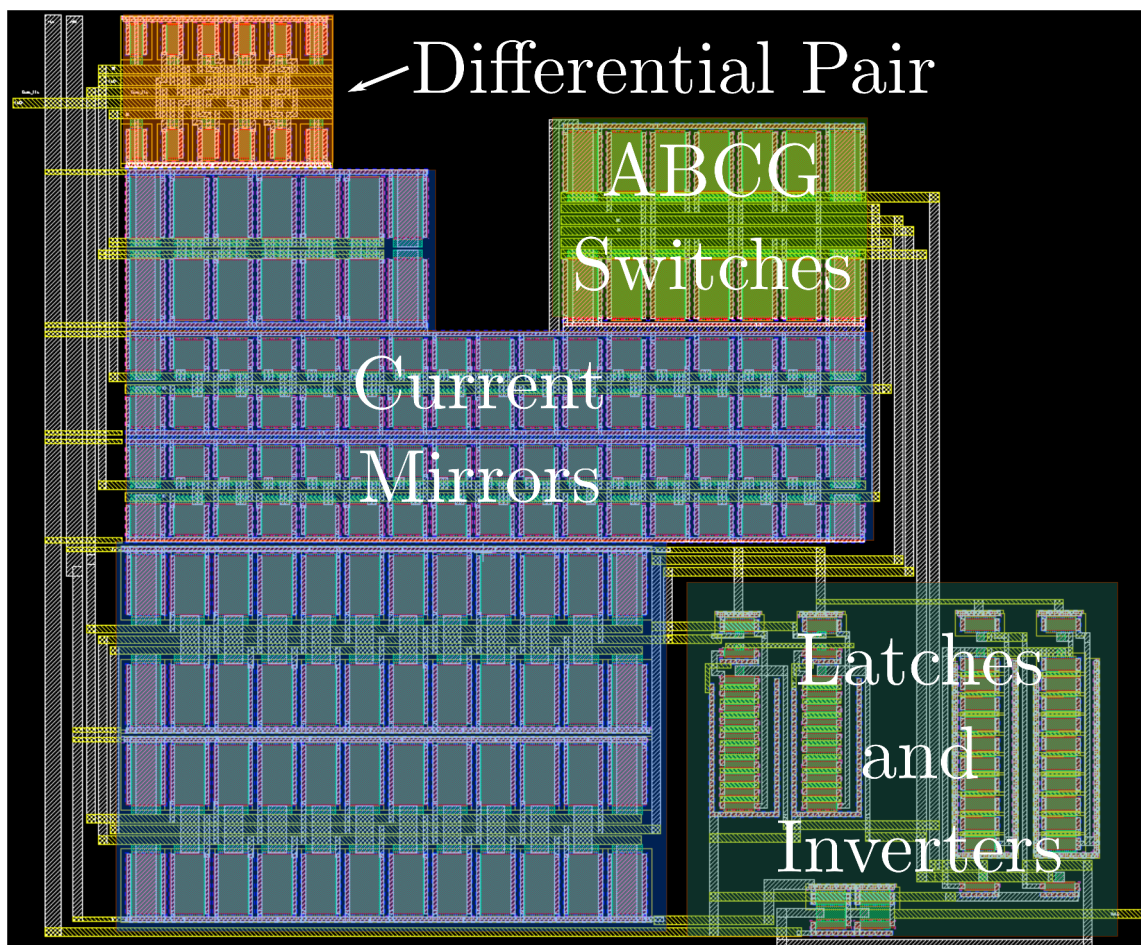 Differential Pair
ABCG
Switches
Current
Mirrors
Latches
and
Inverters